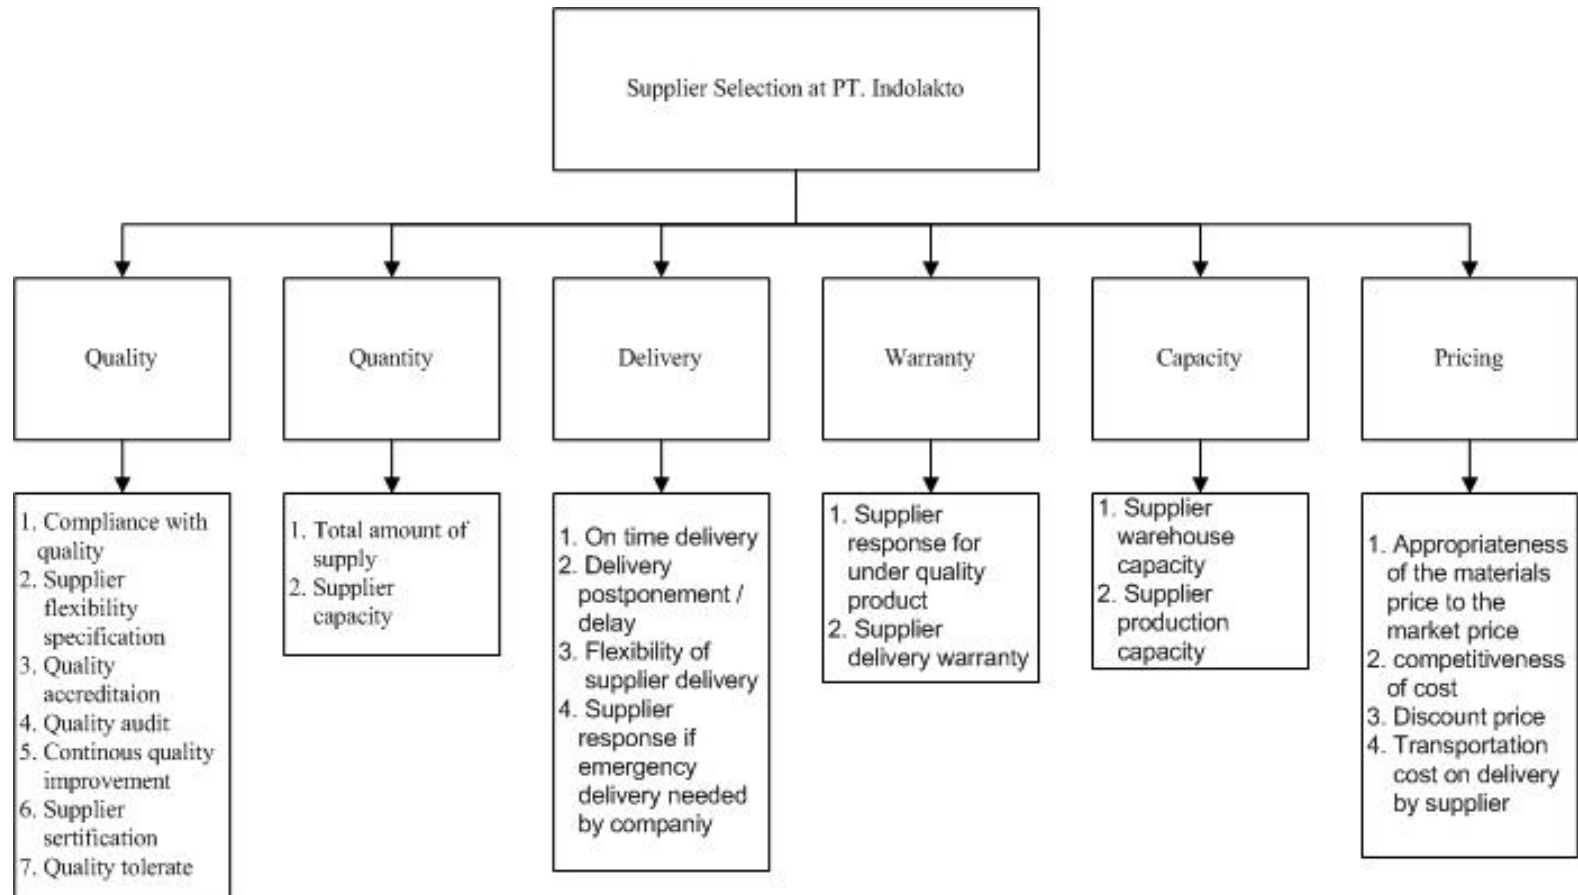 Supplier Selection at PT. Indolakto
Quality
Quantity
Delivery
Warranty
Capacity
Pricing
1. Compliance with
quality
2. Supplier
flexibility
specification
3. Quality
accreditaion
4. Quality audit
5. Continous quality
improvement
6. Supplier
sertification
7. Quality tolerate
1. Total amount of
supply
2. Supplier
capacity
1. On time delivery
2. Delivery
postponement /
delay
3. Flexibility of
supplier delivery
4. Supplier
response if
emergency
delivery needed
by companiy
1. Supplier
response for
under quality
product
2. Supplier
delivery warranty
1. Supplier
warehouse
capacity
2. Supplier
production
capacity
1. Appropriateness
of the materials
price to the
market price
2. competitiveness
of cost
3. Discount price
4. Transportation
cost on delivery
by supplier